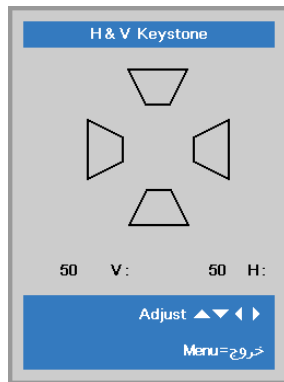 H & V Keystone
50 V: 50 H:
Adjust ▲▼◀▶
Menu=خروج